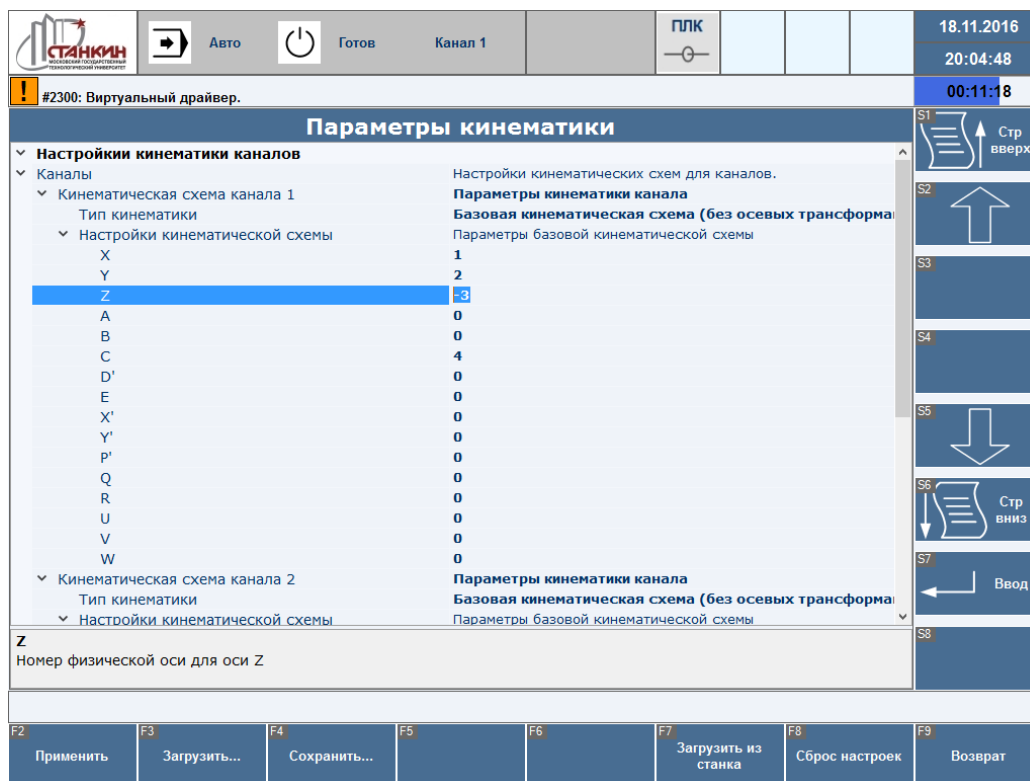 СТАНКИН
МОСКОВСКИЙ ГОСУДАРСТВЕННЫЙ
ТЕХНОЛОГИЧЕСКИЙ УНИВЕРСИТЕТ
Авто
Готов
Канал 1
ПЛК
18.11.2016
20:04:48
! #2300: Виртуальный драйвер.
00:11:18
Параметры кинематики
Настройкии кинематики каналов
Каналы Настройки кинематических схем для каналов.
Кинематическая схема канала 1 Параметры кинематики канала
Тип кинематики Базовая кинематическая схема (без осевых трансформа
Настройки кинематической схемы Параметры базовой кинематической схемы
X 1
Y 2
Z -3
A 0
B 0
C 4
D' 0
E 0
X' 0
Y' 0
P' 0
Q 0
R 0
U 0
V 0
W 0
Кинематическая схема канала 2 Параметры кинематики канала
Тип кинематики Базовая кинематическая схема (без осевых трансформа
Настройки кинематической схемы Параметры базовой кинематической схемы
Z
Номер физической оси для оси Z
S1
Стр
вверх
S2
S3
S4
S5
S6
Стр
вниз
S7
Ввод
S8
F2
Применить
F3
Загрузить...
F4
Сохранить...
F5
F6
F7
Загрузить из
станка
F8
Сброс настроек
F9
Возврат